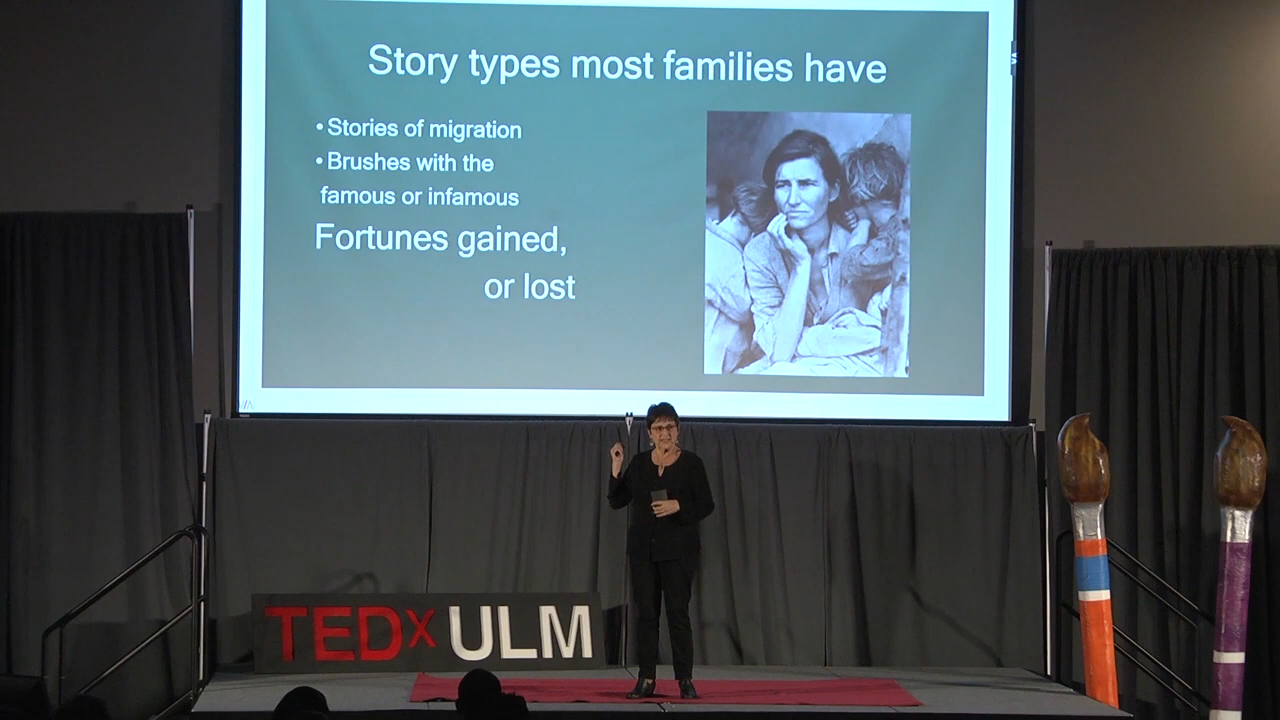 Story types most families have
• Stories of migration
• Brushes with the
famous or infamous
Fortunes gained,
or lost
TEDx ULM